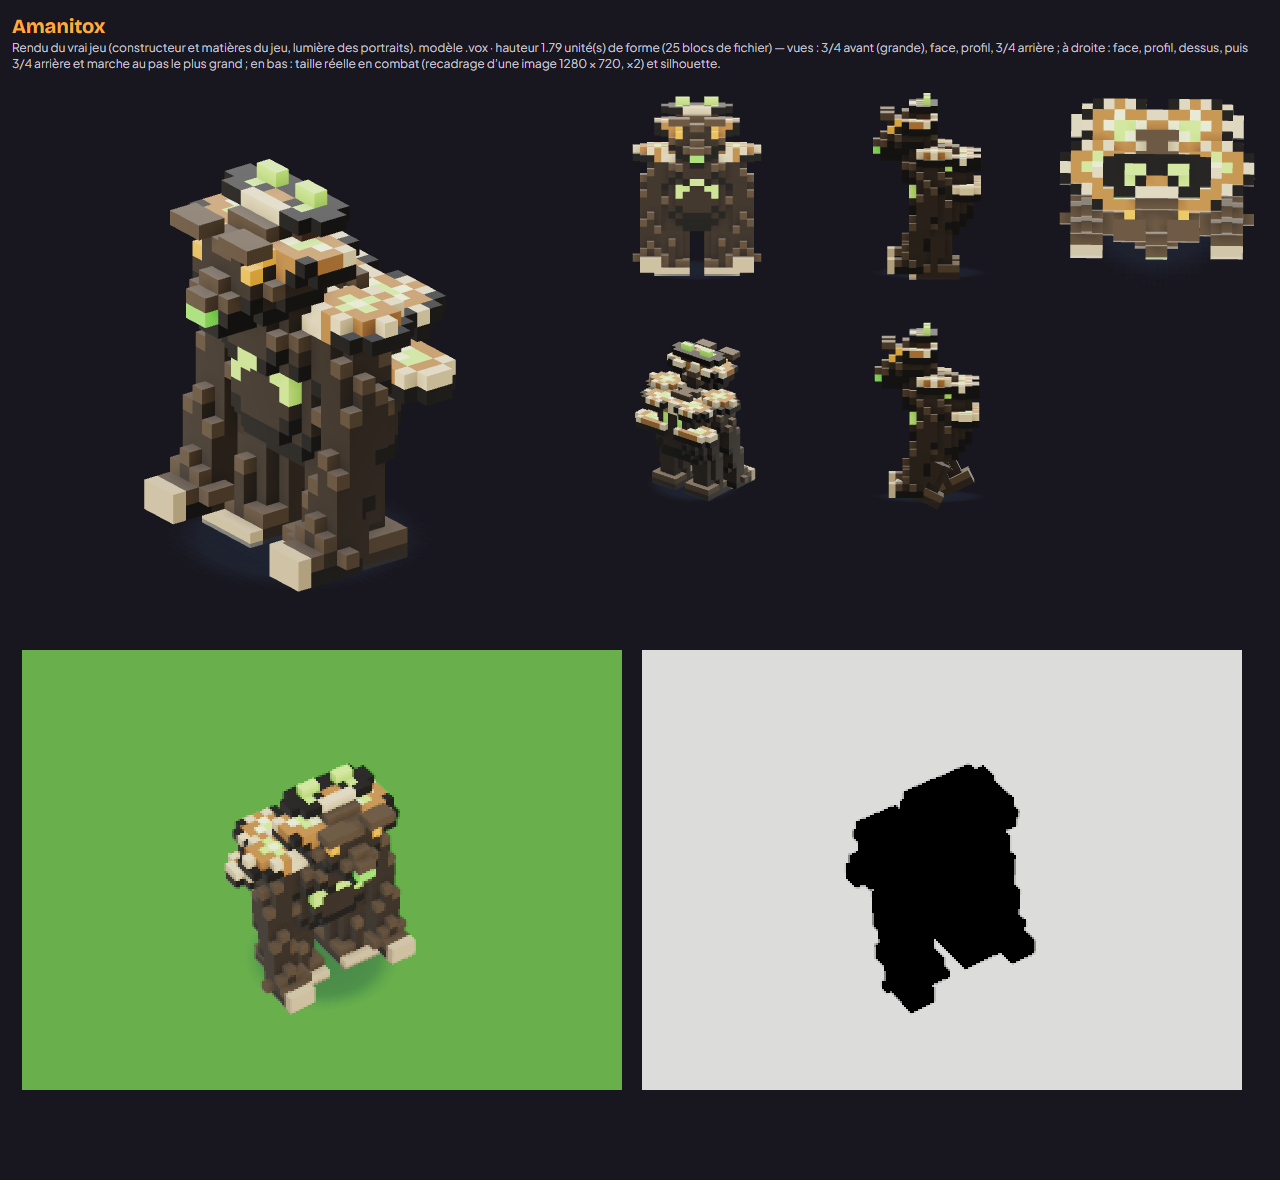 Amanitox
Rendu du vrai jeu (constructeur et matières du jeu, lumière des portraits). modèle .vox · hauteur 1.79 unité(s) de forme (25 blocs de fichier) — vues : 3/4 avant (grande), face, profil, 3/4 arrière ; à droite : face, profil, dessus, puis
3/4 arrière et marche au pas le plus grand ; en bas : taille réelle en combat (recadrage d'une image 1280 × 720, ×2) et silhouette.